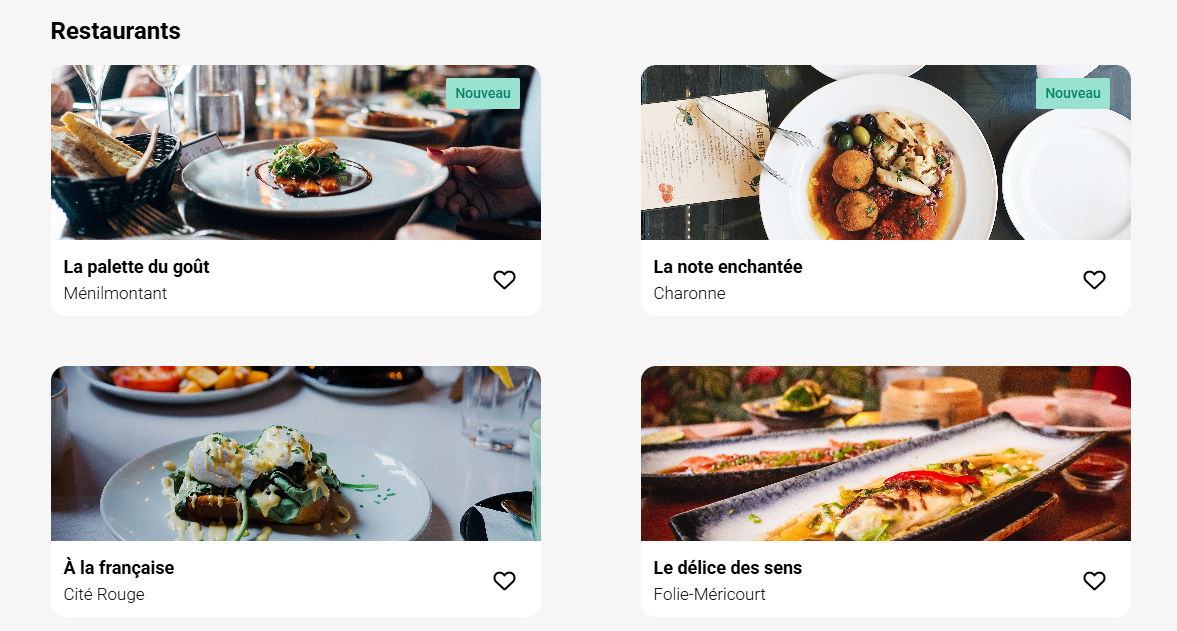 Restaurants
Nouveau
La palette du goût
Ménilmontant
Nouveau
La note enchantée
Charonne
À la française
Cité Rouge
Le délice des sens
Folie-Méricourt